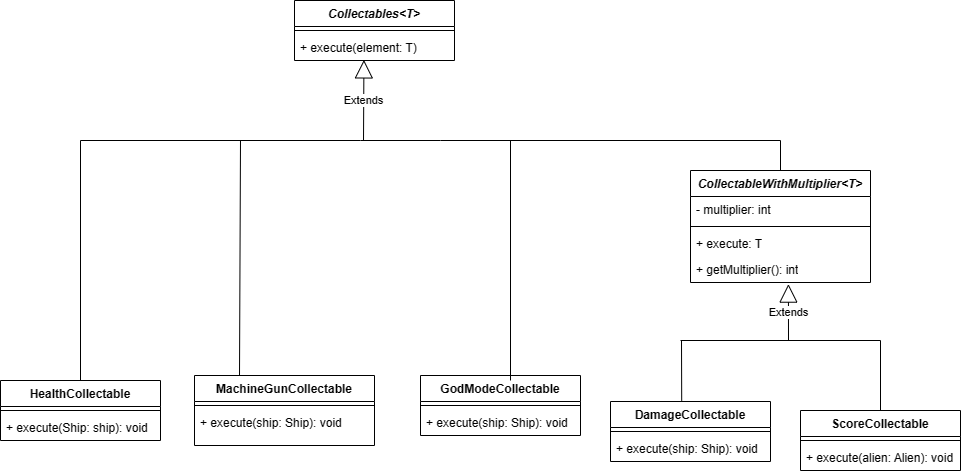 Collectables<T>
+ execute(element: T)
Extends
CollectableWithMultiplier<T>
- multiplier: int
+ execute: T
+ getMultiplier(): int
Extends
HealthCollectable
+ execute(Ship: ship): void
MachineGunCollectable
+ execute(ship: Ship): void
GodModeCollectable
+ execute(ship: Ship): void
DamageCollectable
+ execute(ship: Ship): void
ScoreCollectable
+ execute(alien: Alien): void